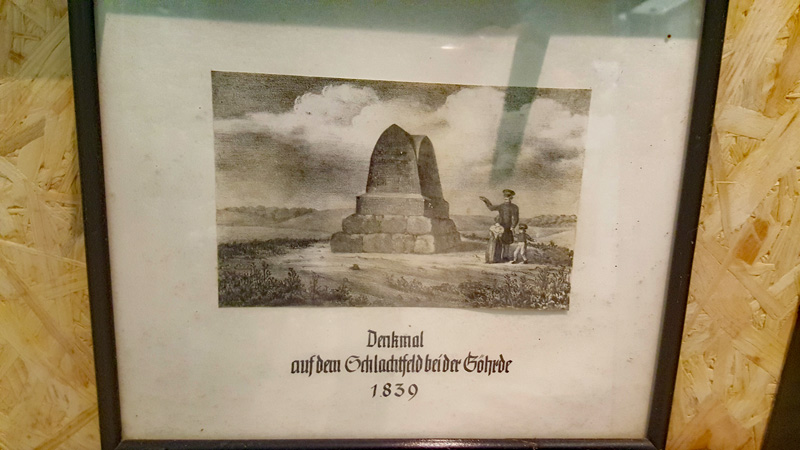 Denkmal
auf dem Schlachtfeld bei der Göhrde
1839